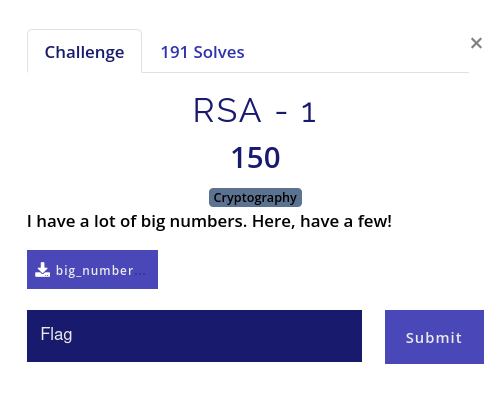 Challenge
191 Solves
×
RSA - 1
150
Cryptography
I have a lot of big numbers. Here, have a few!
big_number...
Flag
Submit